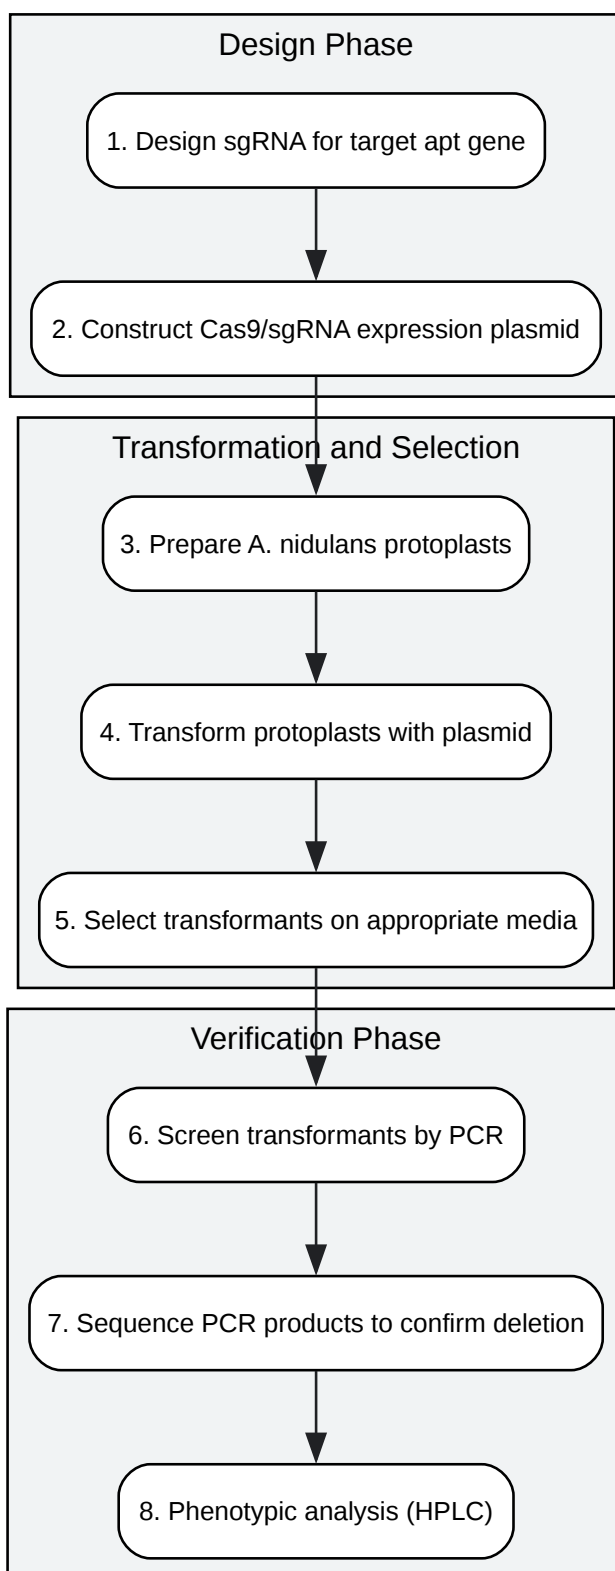 Design Phase
1. Design sgRNA for target apt gene
2. Construct Cas9/sgRNA expression plasmid
Transformation and Selection
3. Prepare A. nidulans protoplasts
4. Transform protoplasts with plasmid
5. Select transformants on appropriate media
Verification Phase
6. Screen transformants by PCR
7. Sequence PCR products to confirm deletion
8. Phenotypic analysis (HPLC)